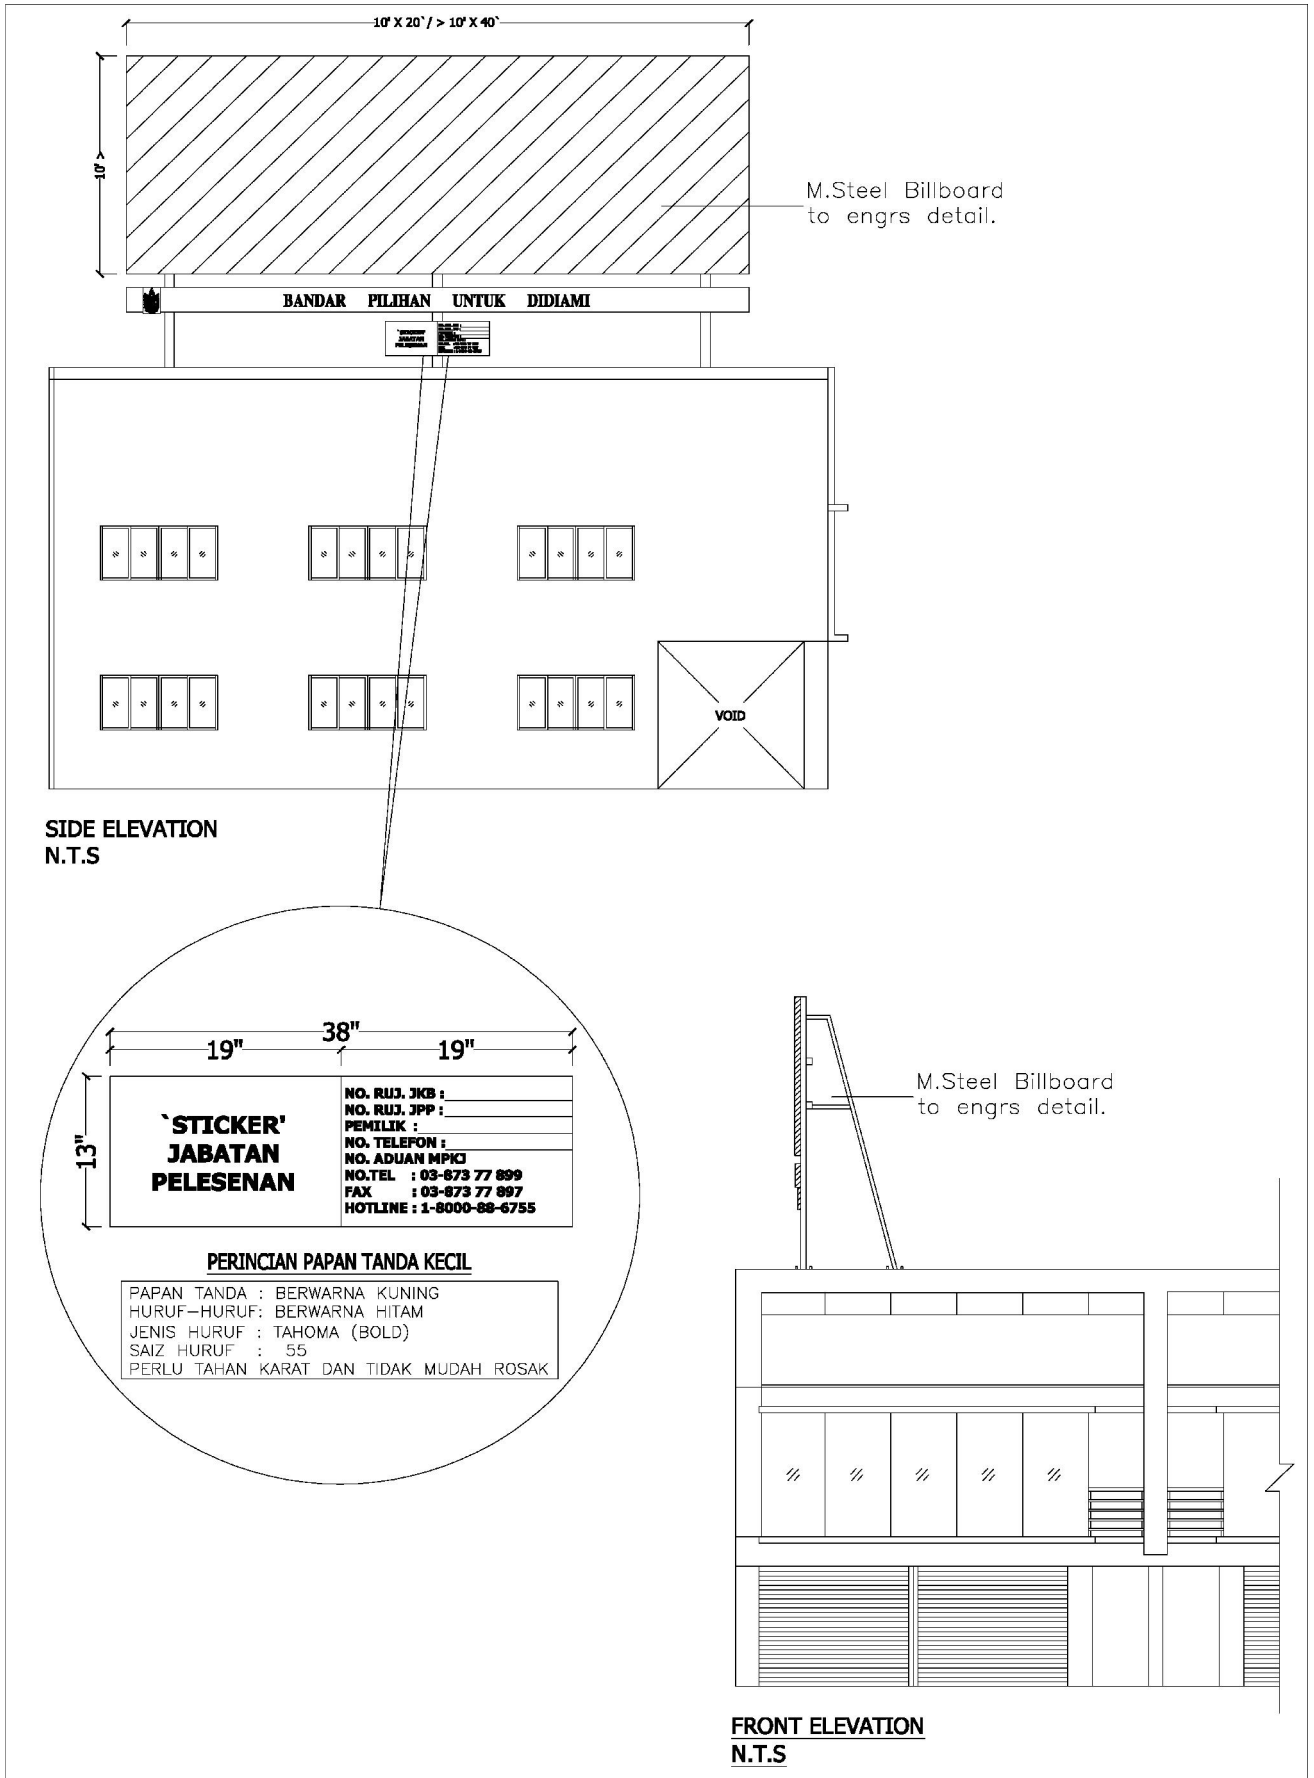 10' X 20` / > 10' X 40`
10' >
M.Steel Billboard
to engrs detail.
BANDAR PILIHAN UNTUK DIDIAMI
`STICKER'
JABATAN
PELESENAN
VOID
SIDE ELEVATION
N.T.S
38"
19" 19"
13"
`STICKER'
JABATAN
PELESENAN
NO. RUJ. JKB :
NO. RUJ. JPP :
PEMILIK :
NO. TELEFON :
NO. ADUAN MPKJ
NO.TEL : 03-873 77 899
FAX : 03-873 77 897
HOTLINE : 1-8000-88-6755
PERINCIAN PAPAN TANDA KECIL
PAPAN TANDA : BERWARNA KUNING
HURUF-HURUF: BERWARNA HITAM
JENIS HURUF : TAHOMA (BOLD)
SAIZ HURUF : 55
PERLU TAHAN KARAT DAN TIDAK MUDAH ROSAK
M.Steel Billboard
to engrs detail.
FRONT ELEVATION
N.T.S